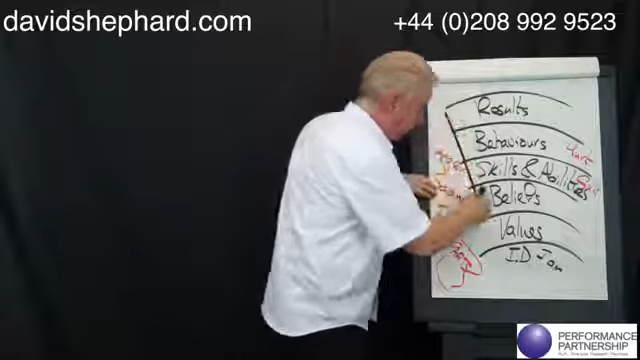 davidshephard.com
+44 (0)208 992 9523
Results
Behaviours
Skills & Abilities
Beliefs
Values
I.D
PERFORMANCE
PARTNERSHIP